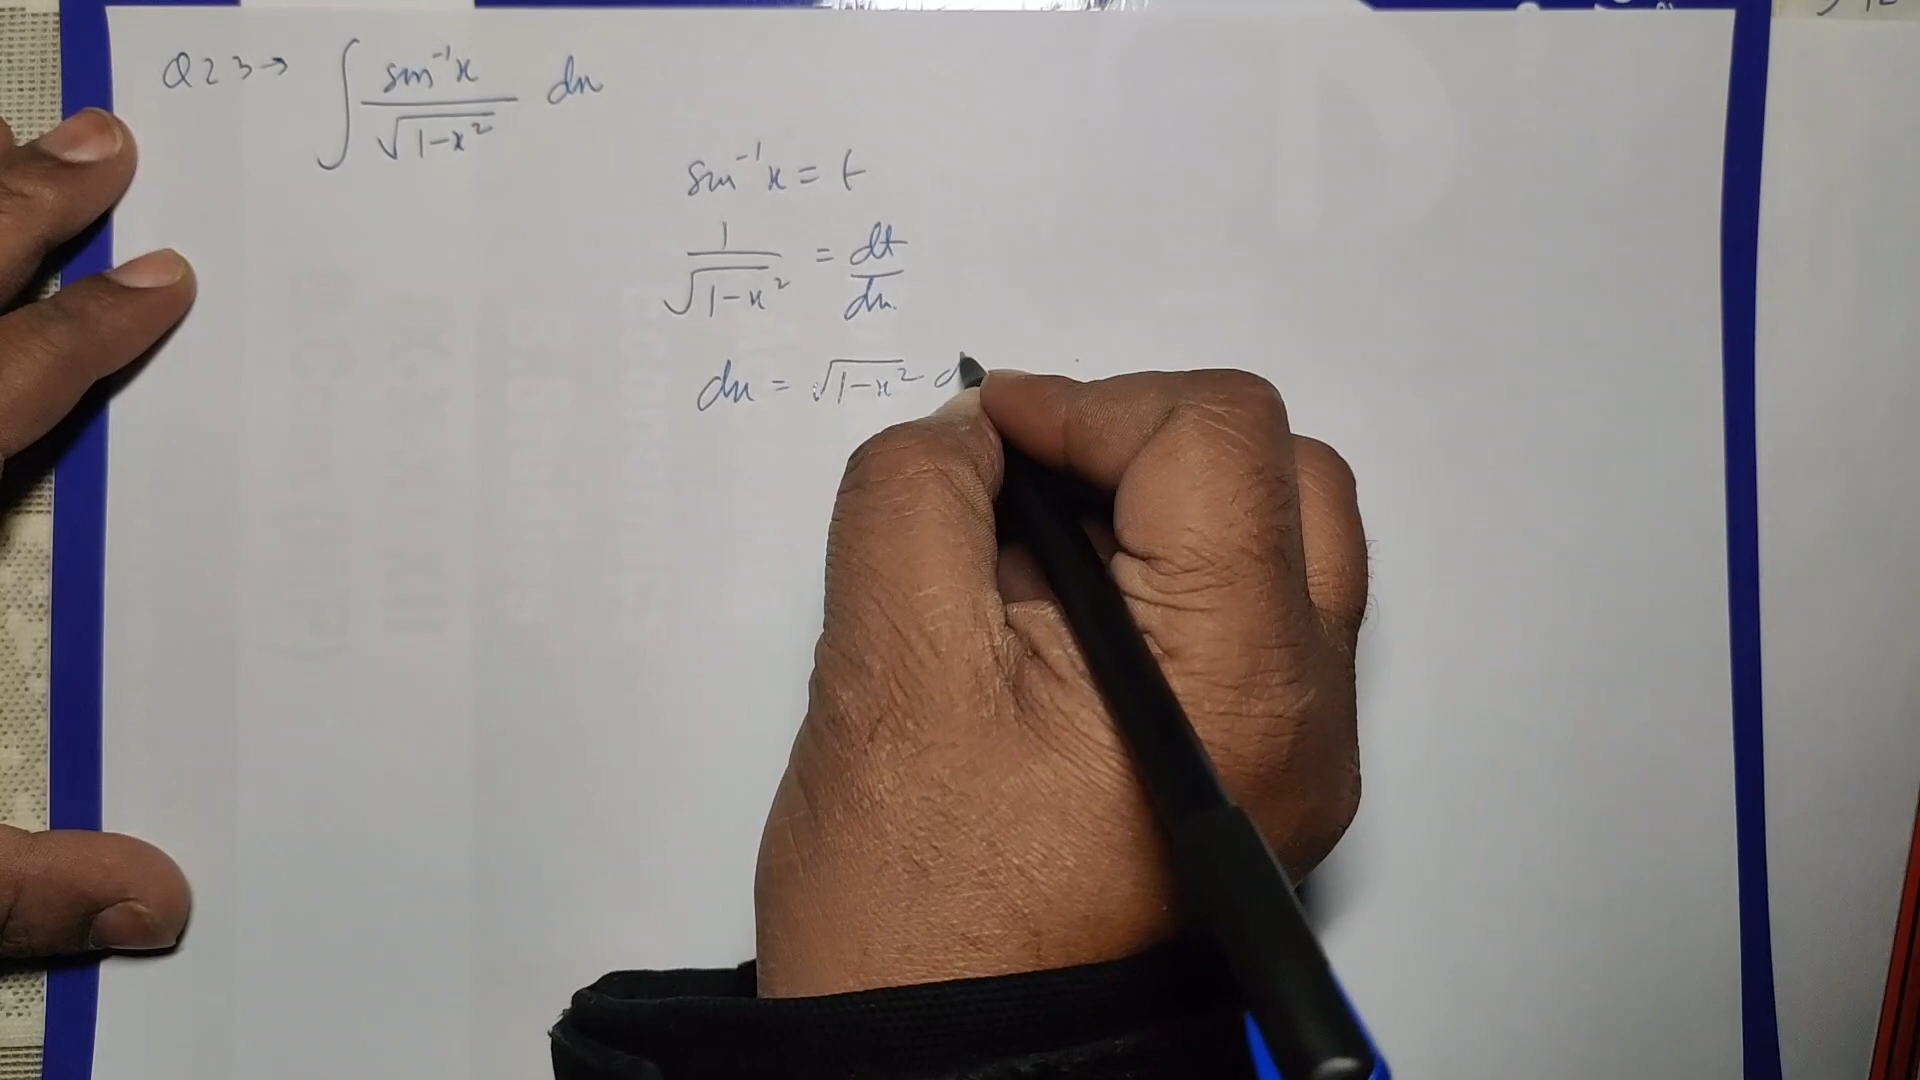 Q23→ ∫ sin⁻¹x / √1-x² dx
sin⁻¹x = t
1 / √1-x² = dt / dx
dx = √1-x² d